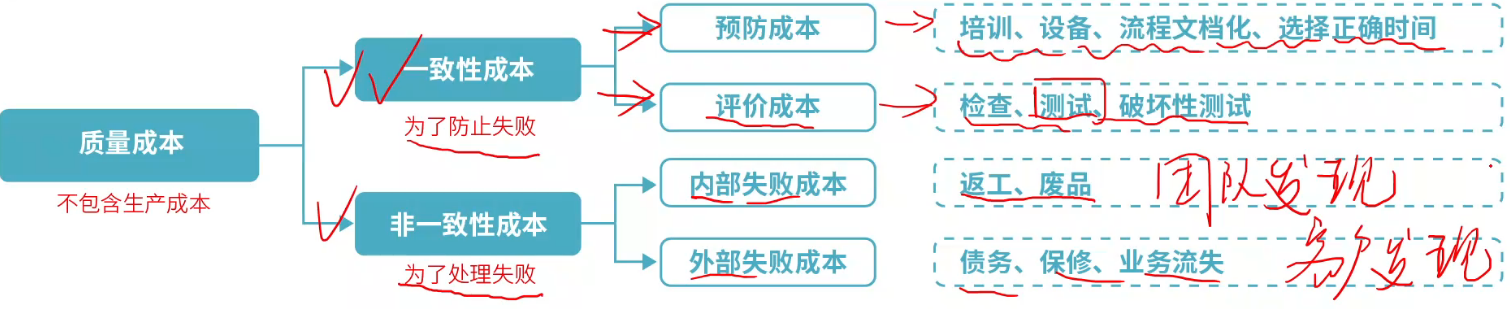 预防成本
培训、设备、流程文档化、选择正确时间
一致性成本
为了防止失败
评价成本
检查、测试、破坏性测试
质量成本
不包含生产成本
内部失败成本
返工、废品
团队发现
非一致性成本
为了处理失败
外部失败成本
债务、保修、业务流失
客户发现